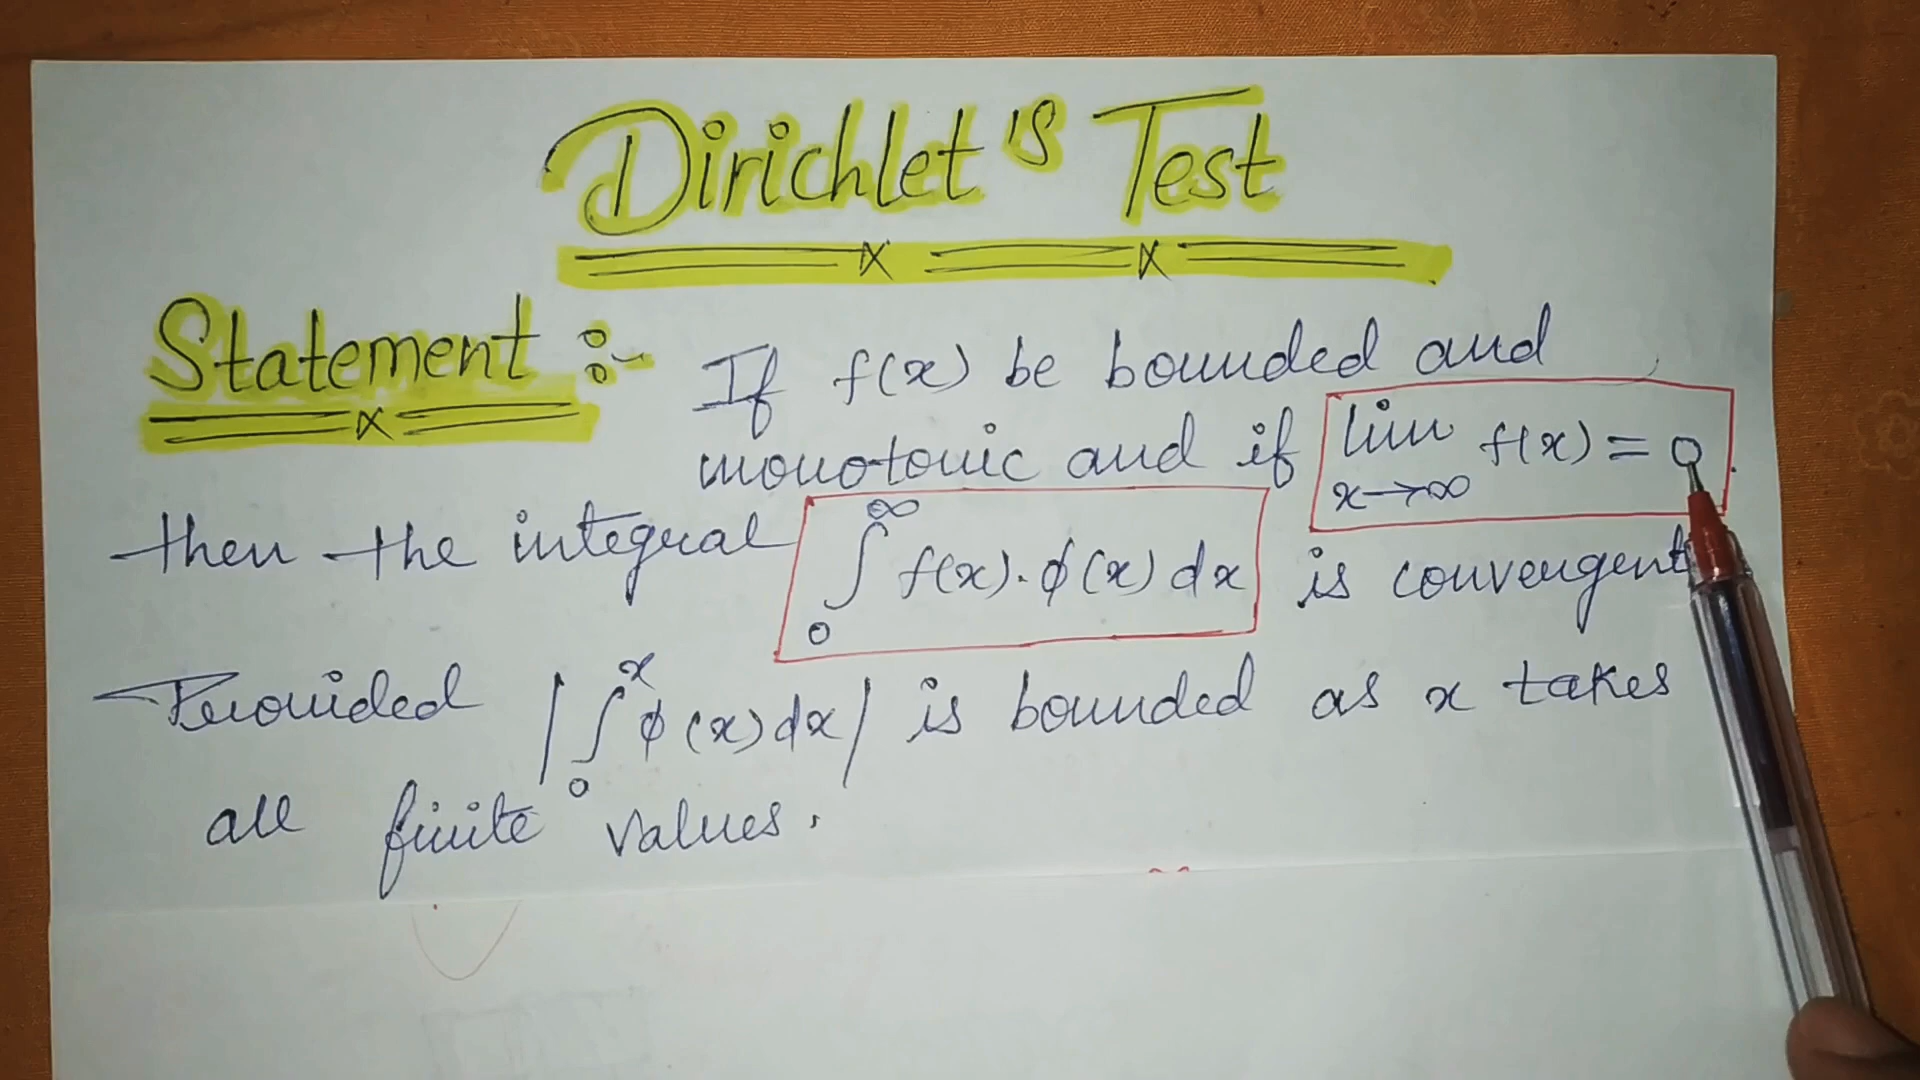 Dirichlet's Test
Statement :- If f(x) be bounded and
monotonic and if lim x→∞ f(x) = 0
then the integral ∫₀^∞ f(x).ϕ(x) dx is convergent
Provided |∫₀^x ϕ(x) dx| is bounded as x takes
all finite values.